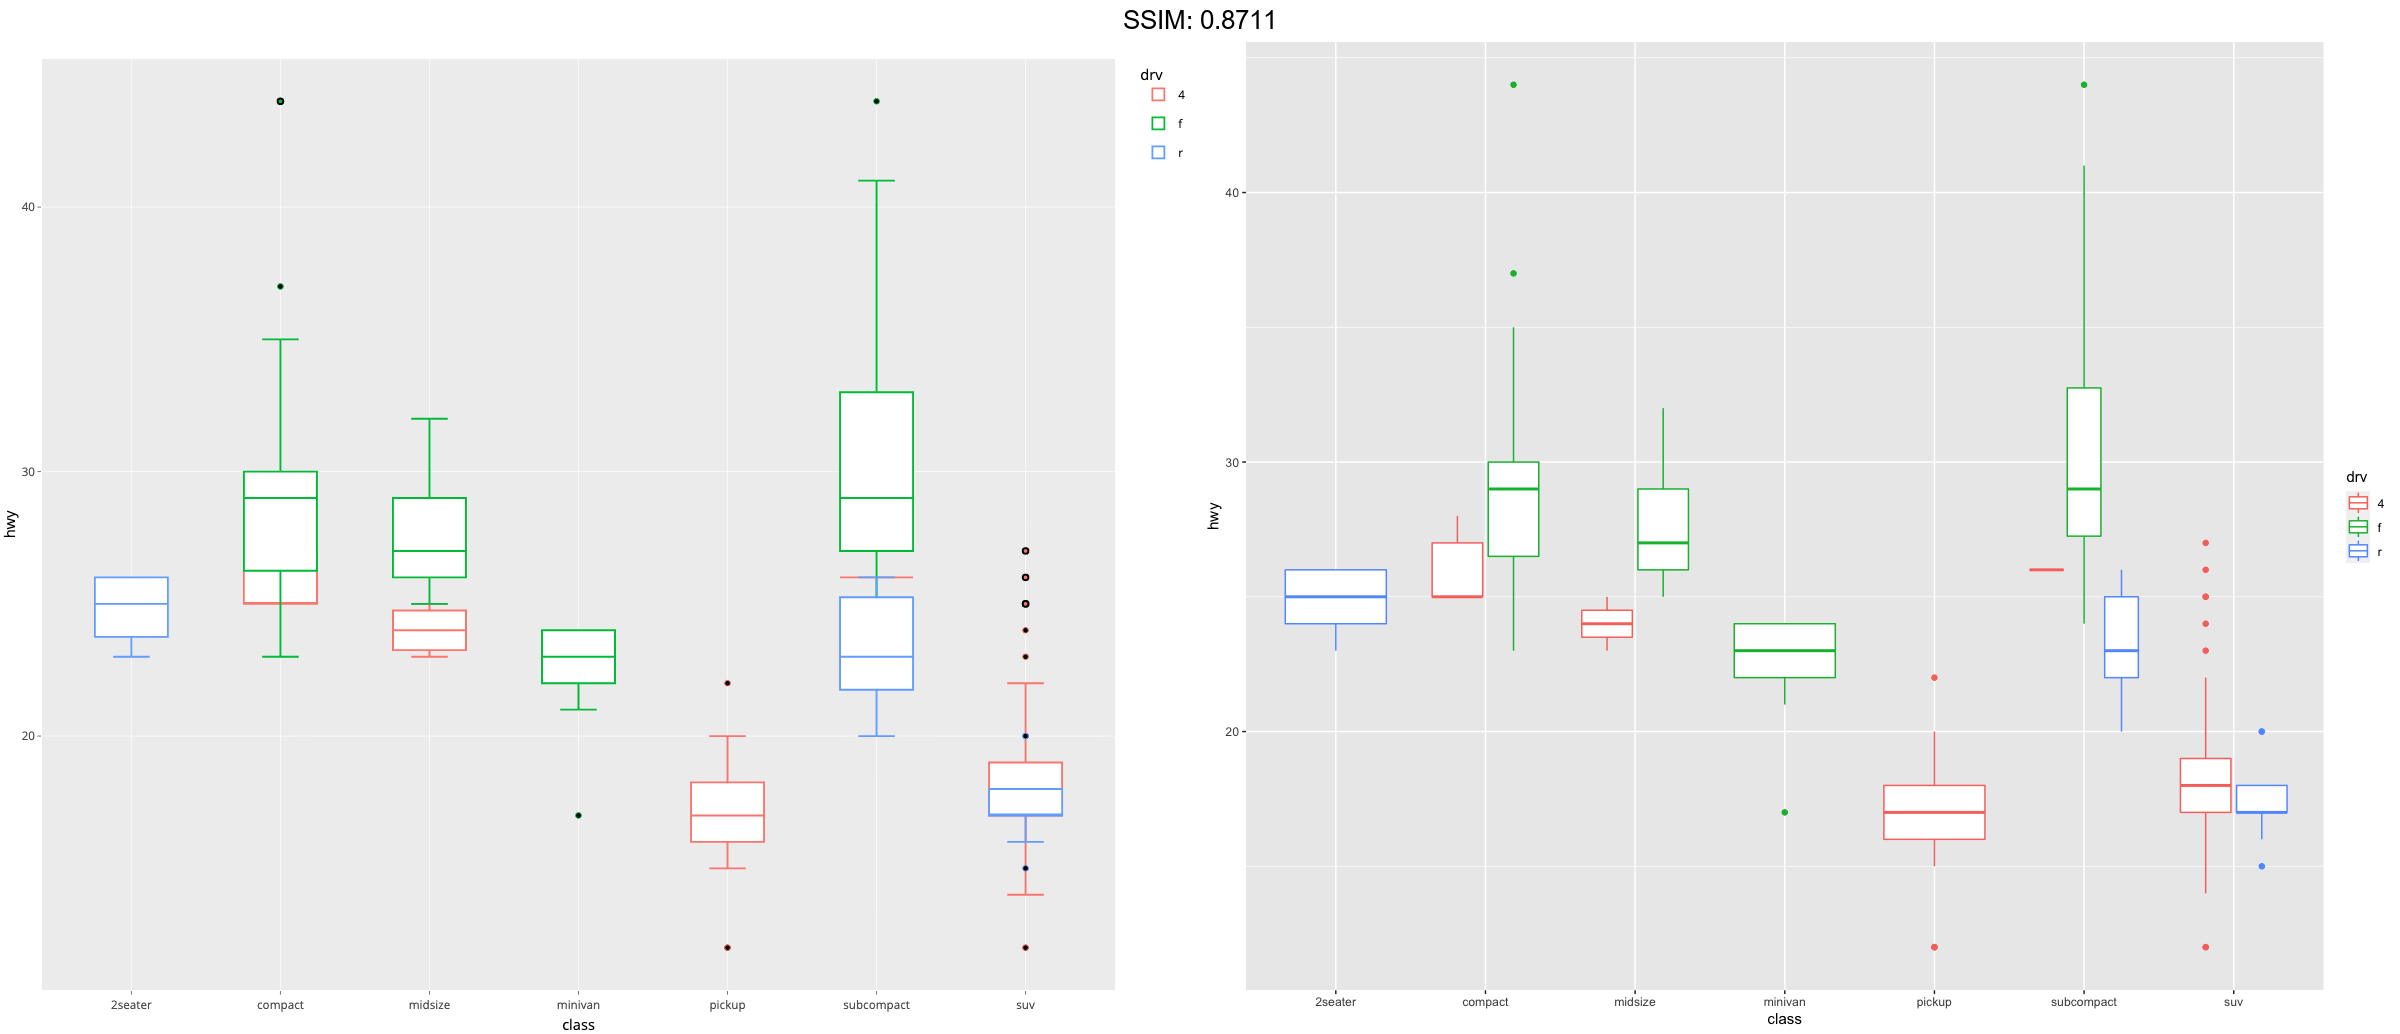 SSIM: 0.8711
hwy
40
30
20
2seater compact midsize minivan pickup subcompact suv
class
drv
4
f
r
hwy
40
30
20
2seater compact midsize minivan pickup subcompact suv
class
drv
4
f
r